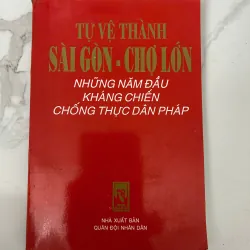 TỰ VỆ THÀNH
SÀI GÒN - CHỢ LỚN
NHỮNG NĂM ĐẦU
KHÁNG CHIẾN
CHỐNG THỰC DÂN PHÁP
NHÀ XUẤT BẢN
QUÂN ĐỘI NHÂN DÂN